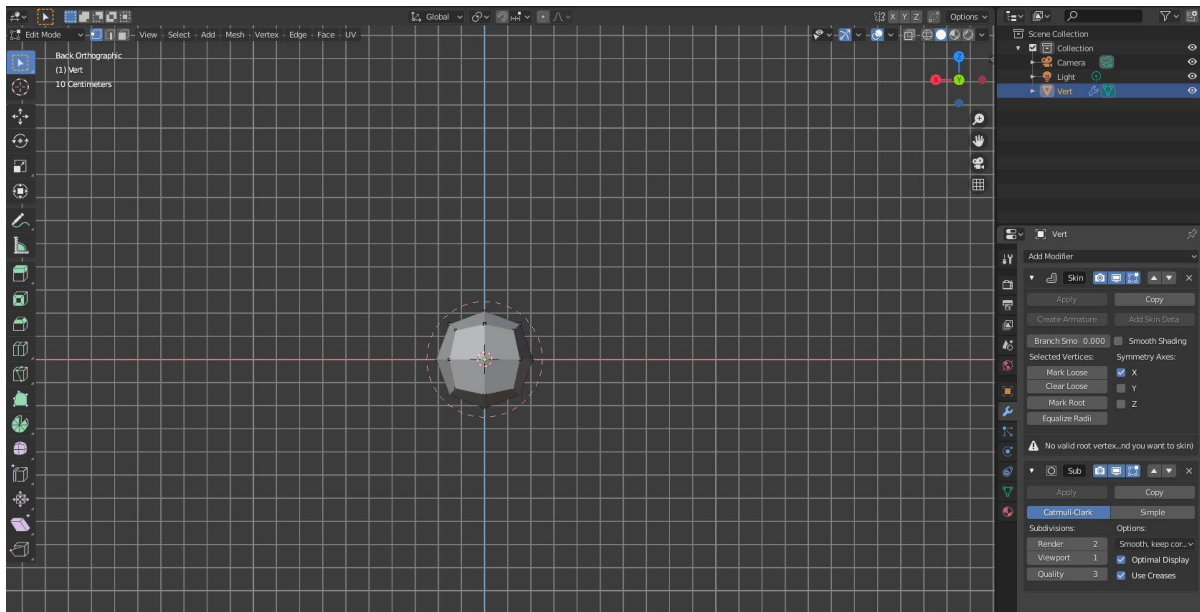 Global
X Y Z
Options
Edit Mode
View Select Add Mesh Vertex Edge Face UV
Back Orthographic
(1) Vert
10 Centimeters
Z
X
Y
Scene Collection
Collection
Camera
Light
Vert
Vert
Add Modifier
Skin
Apply Copy
Create Armature Add Skin Data
Branch Smo 0.000 Smooth Shading
Selected Vertices: Symmetry Axes:
Mark Loose X
Clear Loose Y
Mark Root Z
Equalize Radii
No valid root vertex...nd you want to skin)
Sub
Apply Copy
Catmull-Clark Simple
Subdivisions: Options:
Render 2 Smooth, keep cor...
Viewport 1 Optimal Display
Quality 3 Use Creases